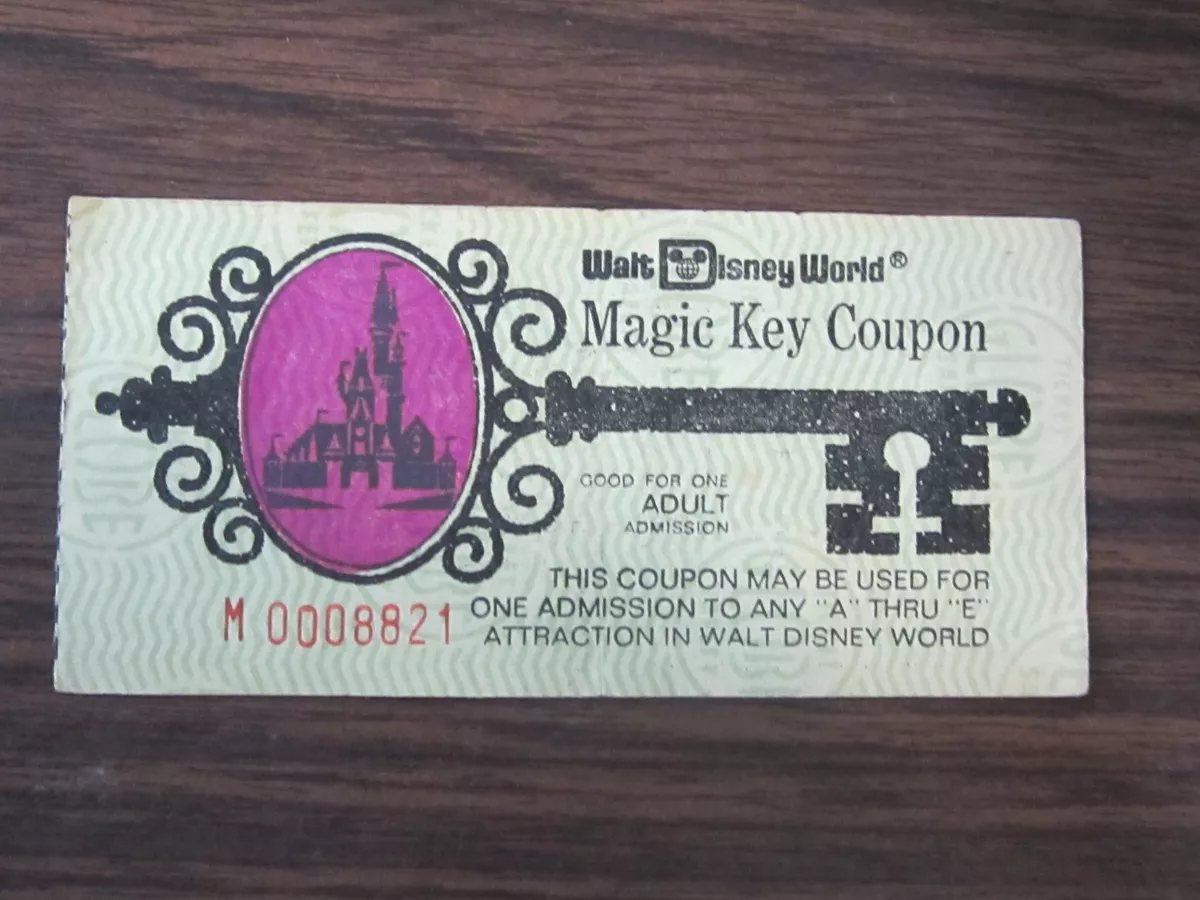 Walt Disney World®
Magic Key Coupon
GOOD FOR ONE
ADULT
ADMISSION
THIS COUPON MAY BE USED FOR
ONE ADMISSION TO ANY "A" THRU "E"
ATTRACTION IN WALT DISNEY WORLD
M 0008821
GLOBE